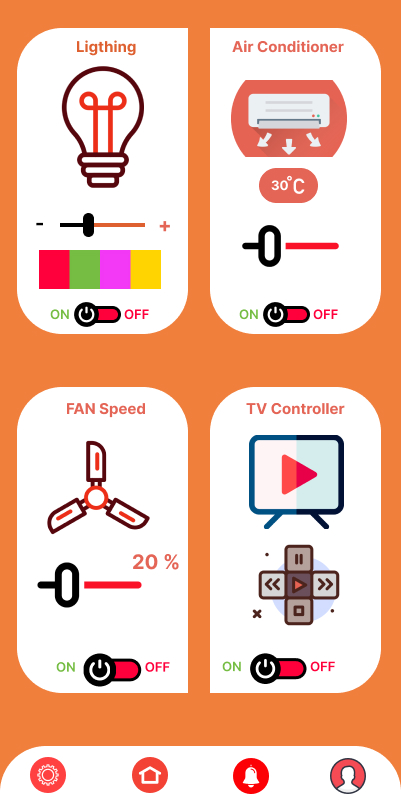 Ligthing
Air Conditioner
30°C
- +
ON OFF
ON OFF
FAN Speed
TV Controller
20 %
ON OFF
ON OFF